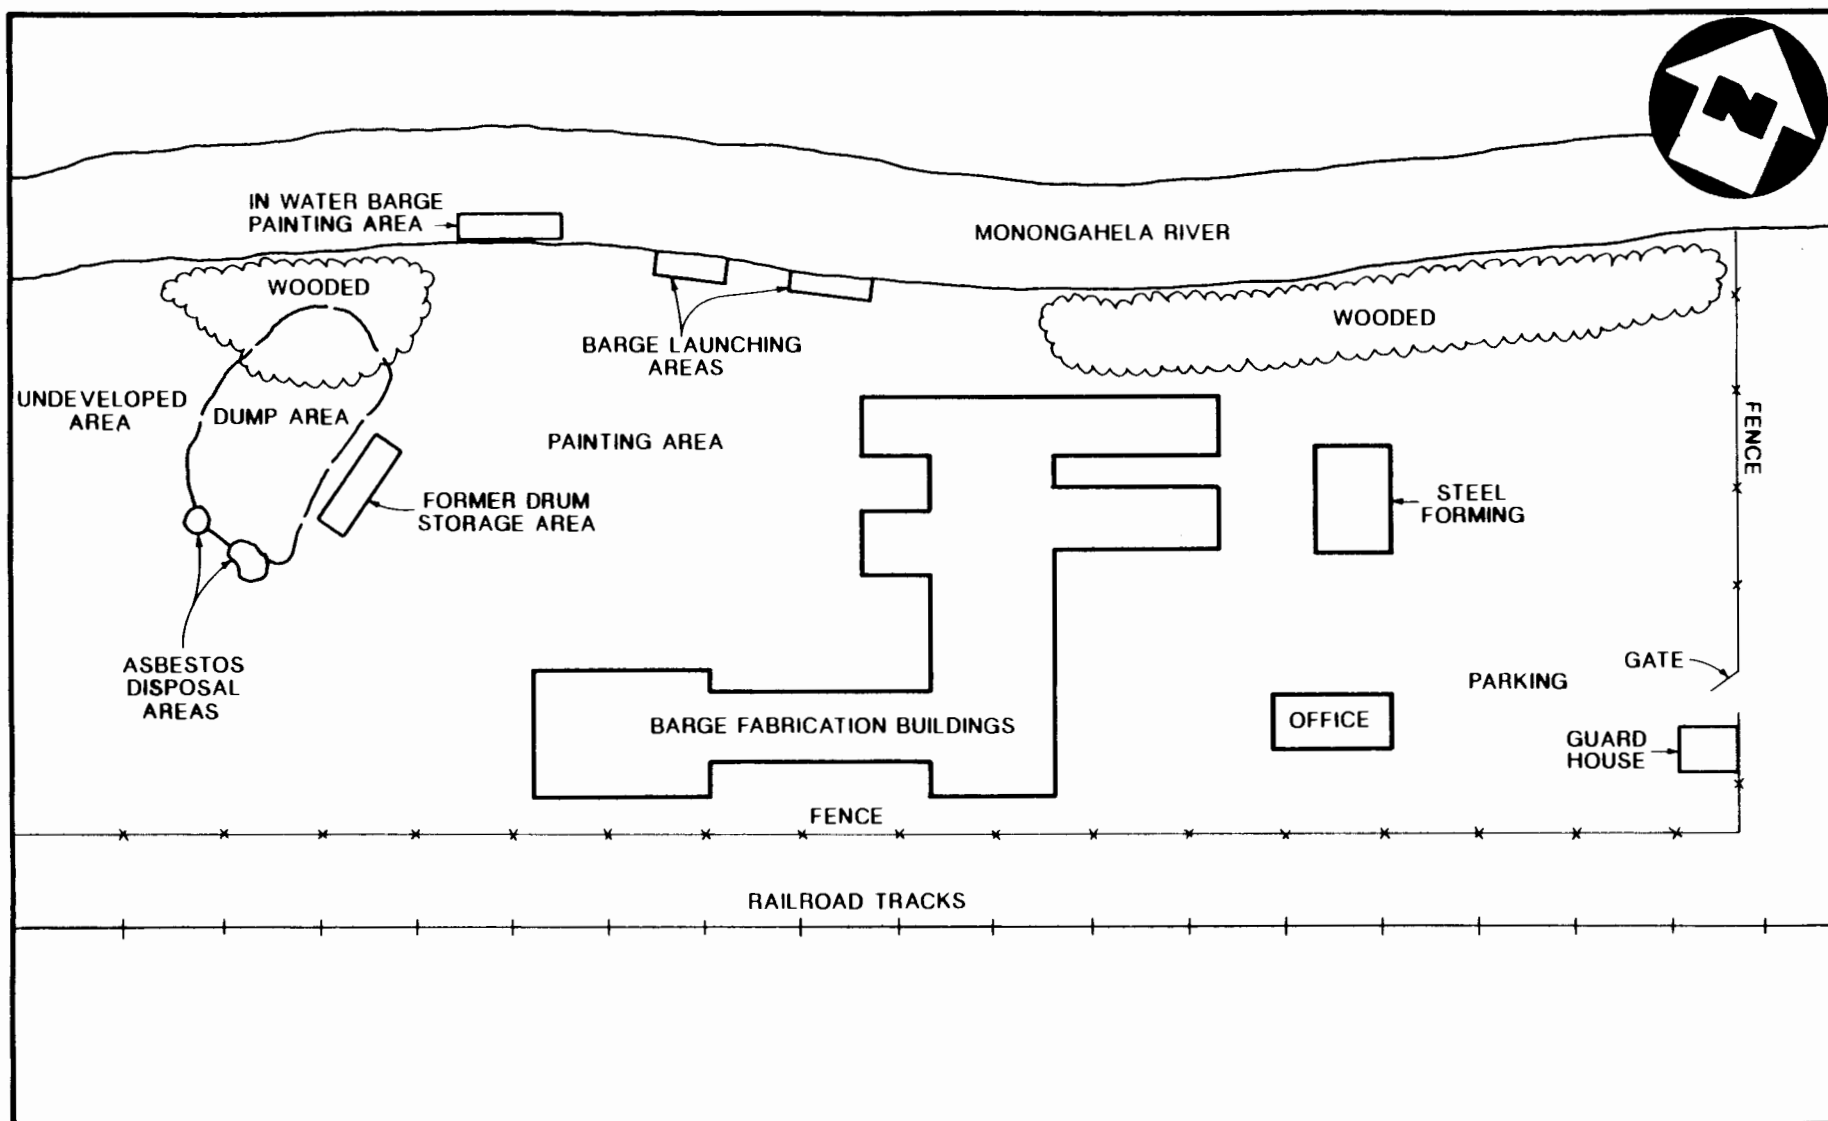 N
IN WATER BARGE
PAINTING AREA
MONONGAHELA RIVER
WOODED
BARGE LAUNCHING
AREAS
WOODED
UNDEVELOPED
AREA
DUMP AREA
PAINTING AREA
FENCE
FORMER DRUM
STORAGE AREA
STEEL
FORMING
ASBESTOS
DISPOSAL
AREAS
GATE
PARKING
BARGE FABRICATION BUILDINGS
OFFICE
GUARD
HOUSE
FENCE
RAILROAD TRACKS